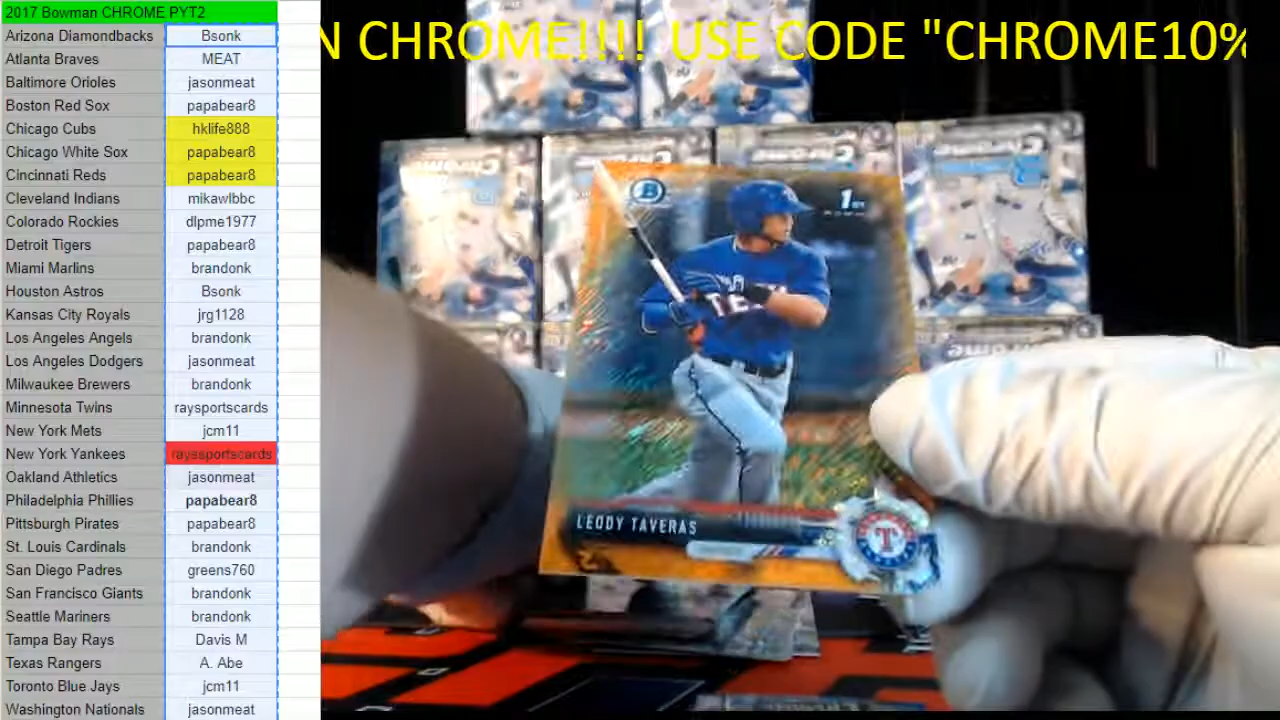 2017 Bowman CHROME PYT2
Arizona Diamondbacks Bsonk
Atlanta Braves MEAT
Baltimore Orioles jasonmeat
Boston Red Sox papabear8
Chicago Cubs hklife888
Chicago White Sox papabear8
Cincinnati Reds papabear8
Cleveland Indians mikawlbbc
Colorado Rockies dlpme1977
Detroit Tigers papabear8
Miami Marlins brandonk
Houston Astros Bsonk
Kansas City Royals jrg1128
Los Angeles Angels brandonk
Los Angeles Dodgers jasonmeat
Milwaukee Brewers brandonk
Minnesota Twins raysportscards
New York Mets jcm11
New York Yankees rayssportscards
Oakland Athletics jasonmeat
Philadelphia Phillies papabear8
Pittsburgh Pirates papabear8
St. Louis Cardinals brandonk
San Diego Padres greens760
San Francisco Giants brandonk
Seattle Mariners brandonk
Tampa Bay Rays Davis M
Texas Rangers A. Abe
Toronto Blue Jays jcm11
Washington Nationals jasonmeat
N CHROME!!!! USE CODE "CHROME10%
B
1st
LEODY TAVERAS
T